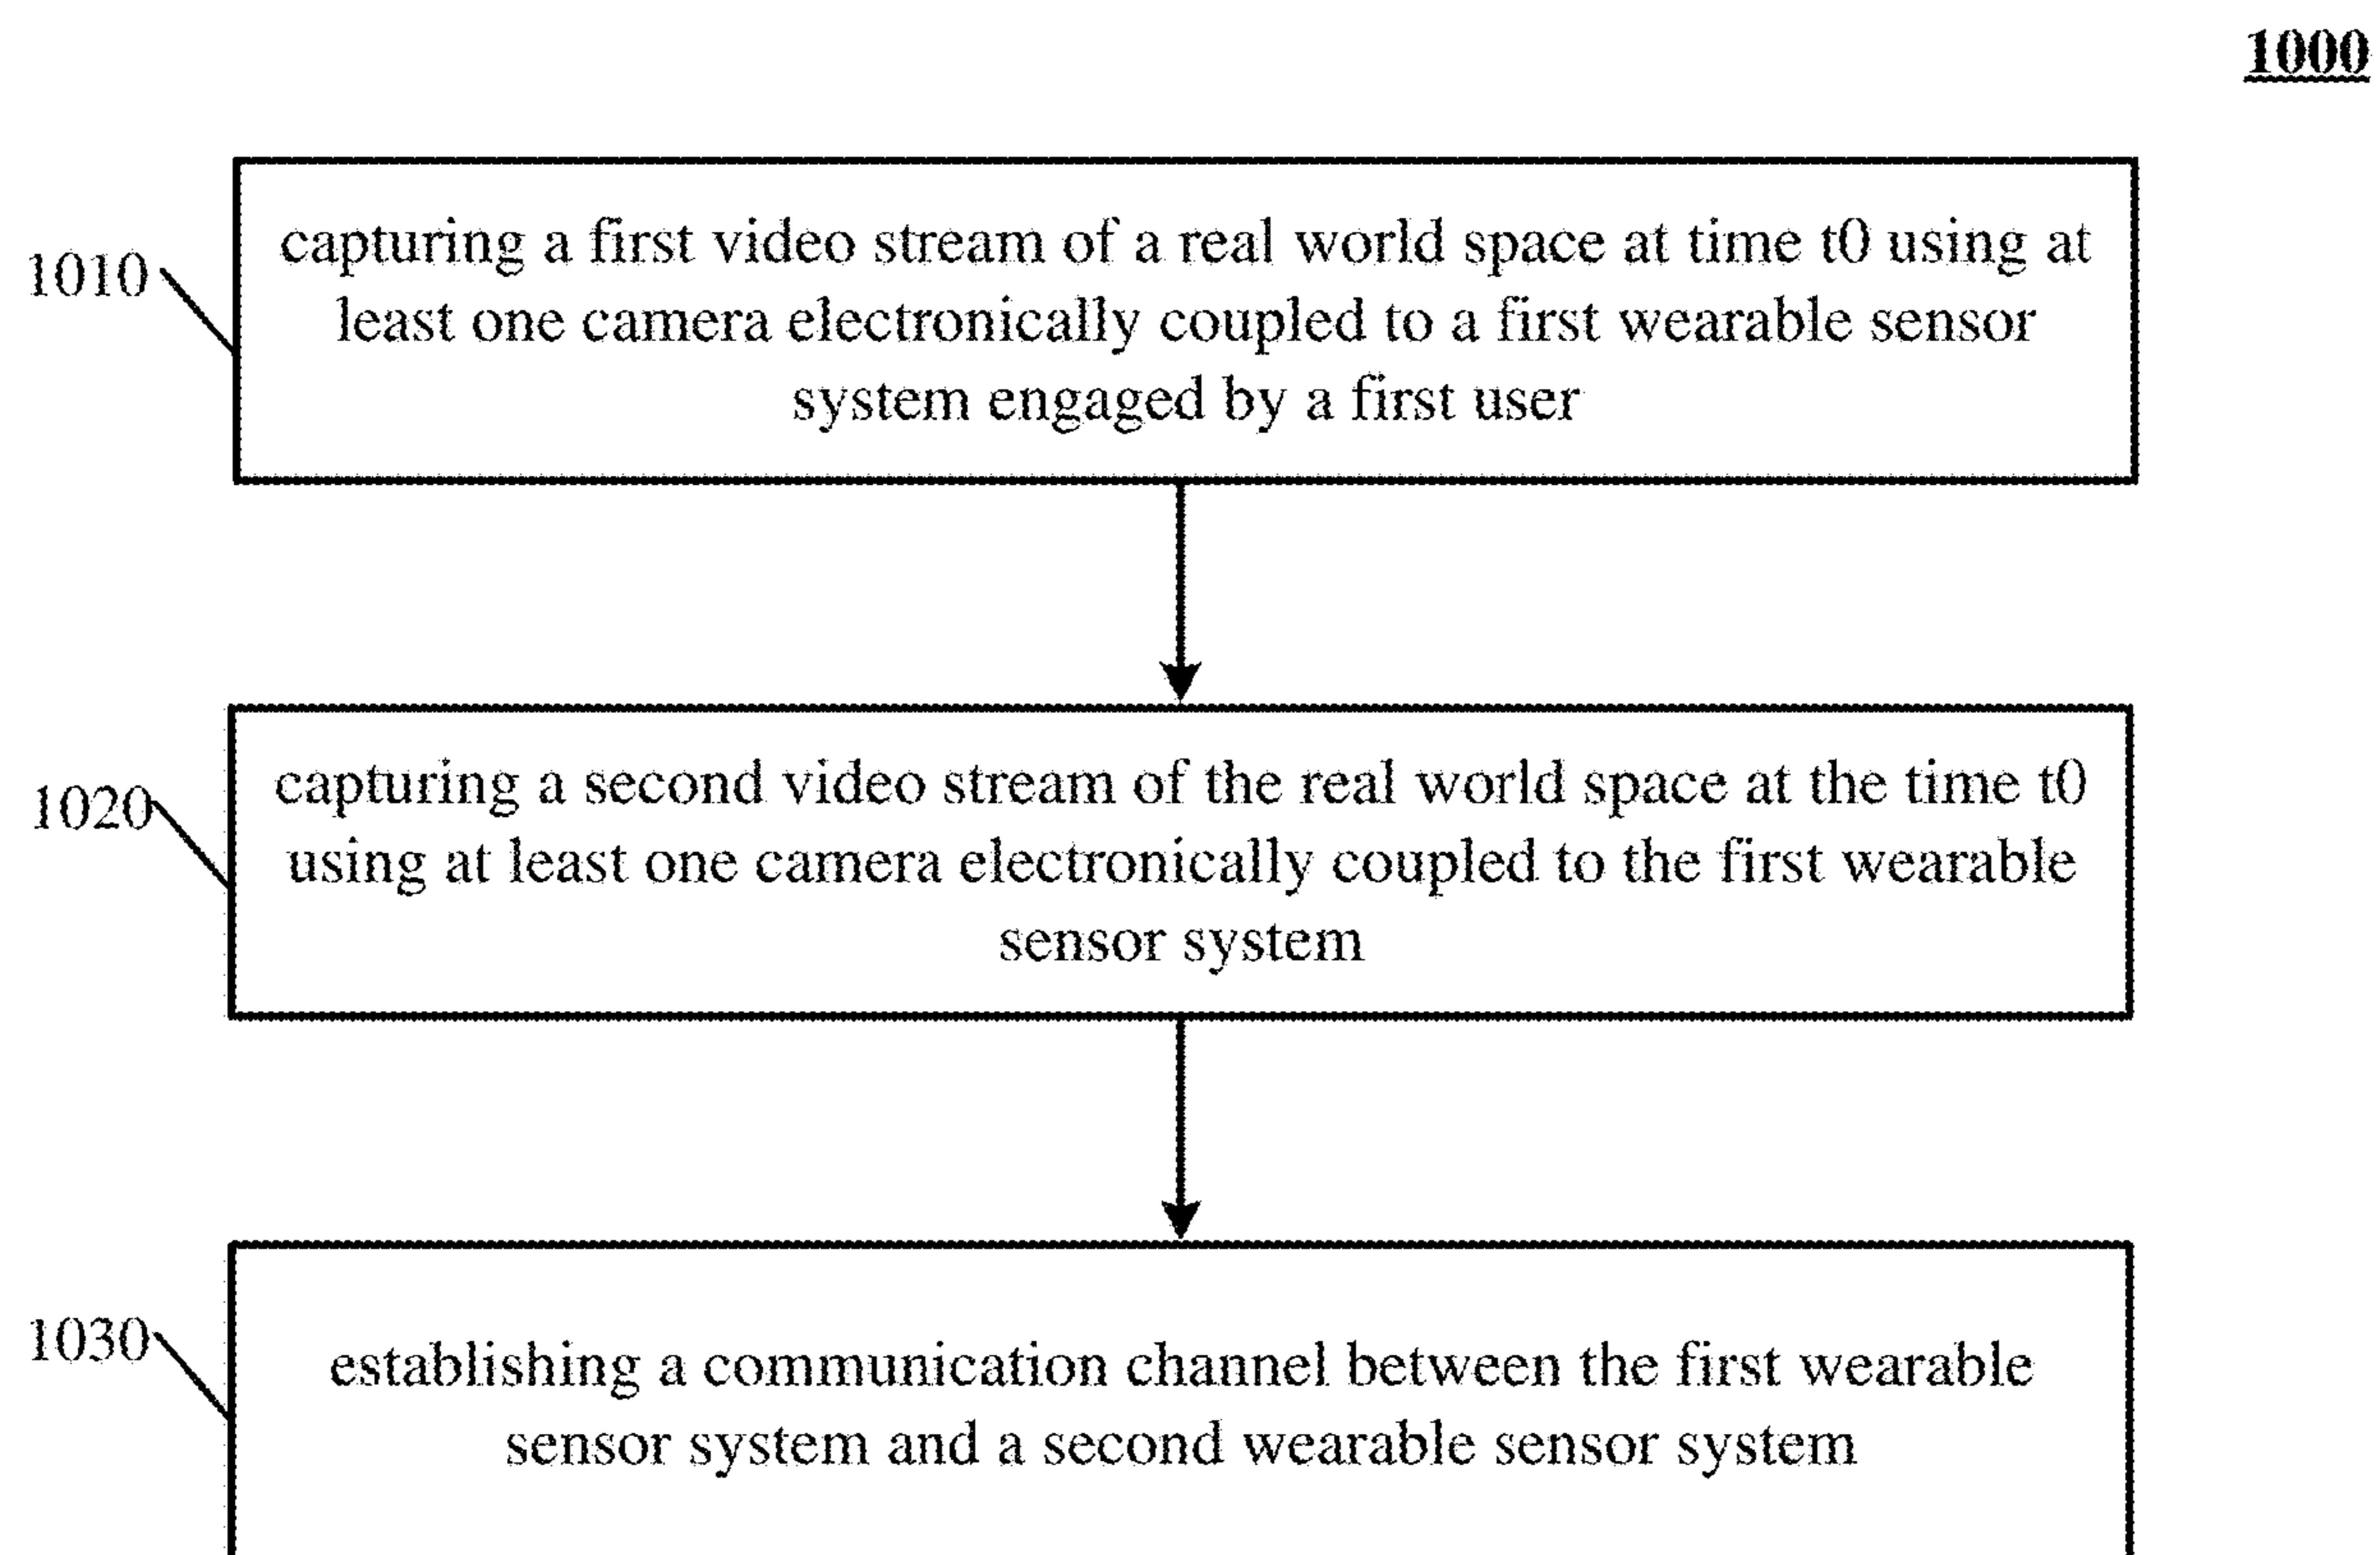 1000
1010
capturing a first video stream of a real world space at time t0 using at
least one camera electronically coupled to a first wearable sensor
system engaged by a first user
1020
capturing a second video stream of the real world space at the time t0
using at least one camera electronically coupled to the first wearable
sensor system
1030
establishing a communication channel between the first wearable
sensor system and a second wearable sensor system